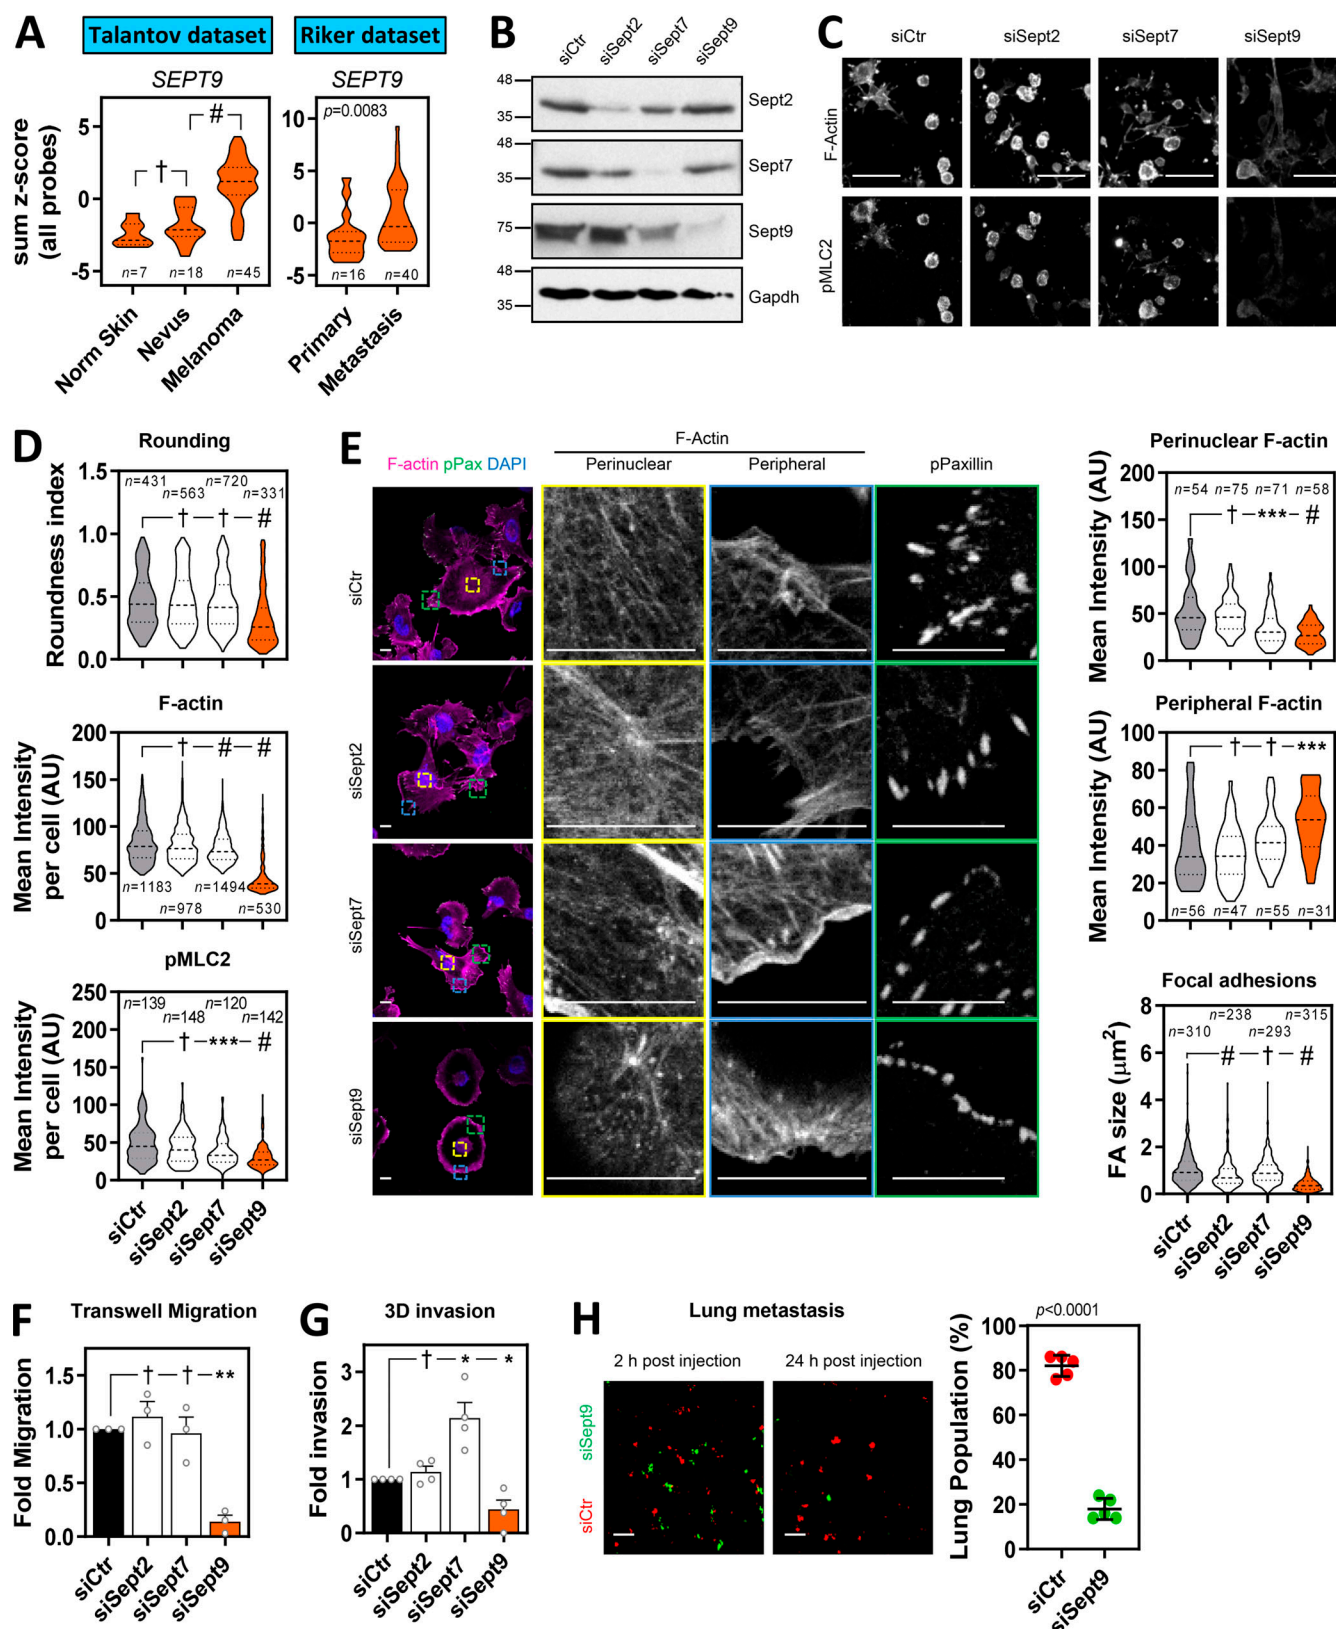 A
Talantov dataset
Riker dataset
SEPT9
SEPT9
sum z-score
(all probes)
5
0
-5
†
#
n=7
n=18
n=45
Norm Skin
Nevus
Melanoma
10
5
0
-5
p=0.0083
n=16
n=40
Primary
Metastasis
B
siCtr
siSept2
siSept7
siSept9
48
35
Sept2
48
35
Sept7
75
Sept9
48
35
Gapdh
C
siCtr
siSept2
siSept7
siSept9
F-Actin
pMLC2
D
Rounding
Roundness index
1.5
1.0
0.5
0.0
n=431
n=563
n=720
n=331
† † #
F-actin
Mean Intensity
per cell (AU)
200
150
100
50
0
† # #
n=1183
n=978
n=1494
n=530
pMLC2
Mean Intensity
per cell (AU)
250
200
150
100
50
0
n=139
n=148
n=120
n=142
† *** #
siCtr
siSept2
siSept7
siSept9
E
F-actin pPax DAPI
F-Actin
Perinuclear
Peripheral
pPaxillin
siCtr
siSept2
siSept7
siSept9
Perinuclear F-actin
Mean Intensity (AU)
200
150
100
50
0
n=54
n=75
n=71
n=58
† *** #
Peripheral F-actin
Mean Intensity (AU)
100
80
60
40
20
0
† † ***
n=56
n=47
n=55
n=31
Focal adhesions
FA size (µm²)
8
6
4
2
0
n=310
n=238
n=293
n=315
# † #
siCtr
siSept2
siSept7
siSept9
F
Transwell Migration
Fold Migration
1.5
1.0
0.5
0.0
† † **
siCtr
siSept2
siSept7
siSept9
G
3D invasion
Fold invasion
3
2
1
0
† * *
siCtr
siSept2
siSept7
siSept9
H
Lung metastasis
2 h post injection
24 h post injection
siCtr
siSept9
p<0.0001
Lung Population (%)
100
80
60
40
20
0
siCtr
siSept9